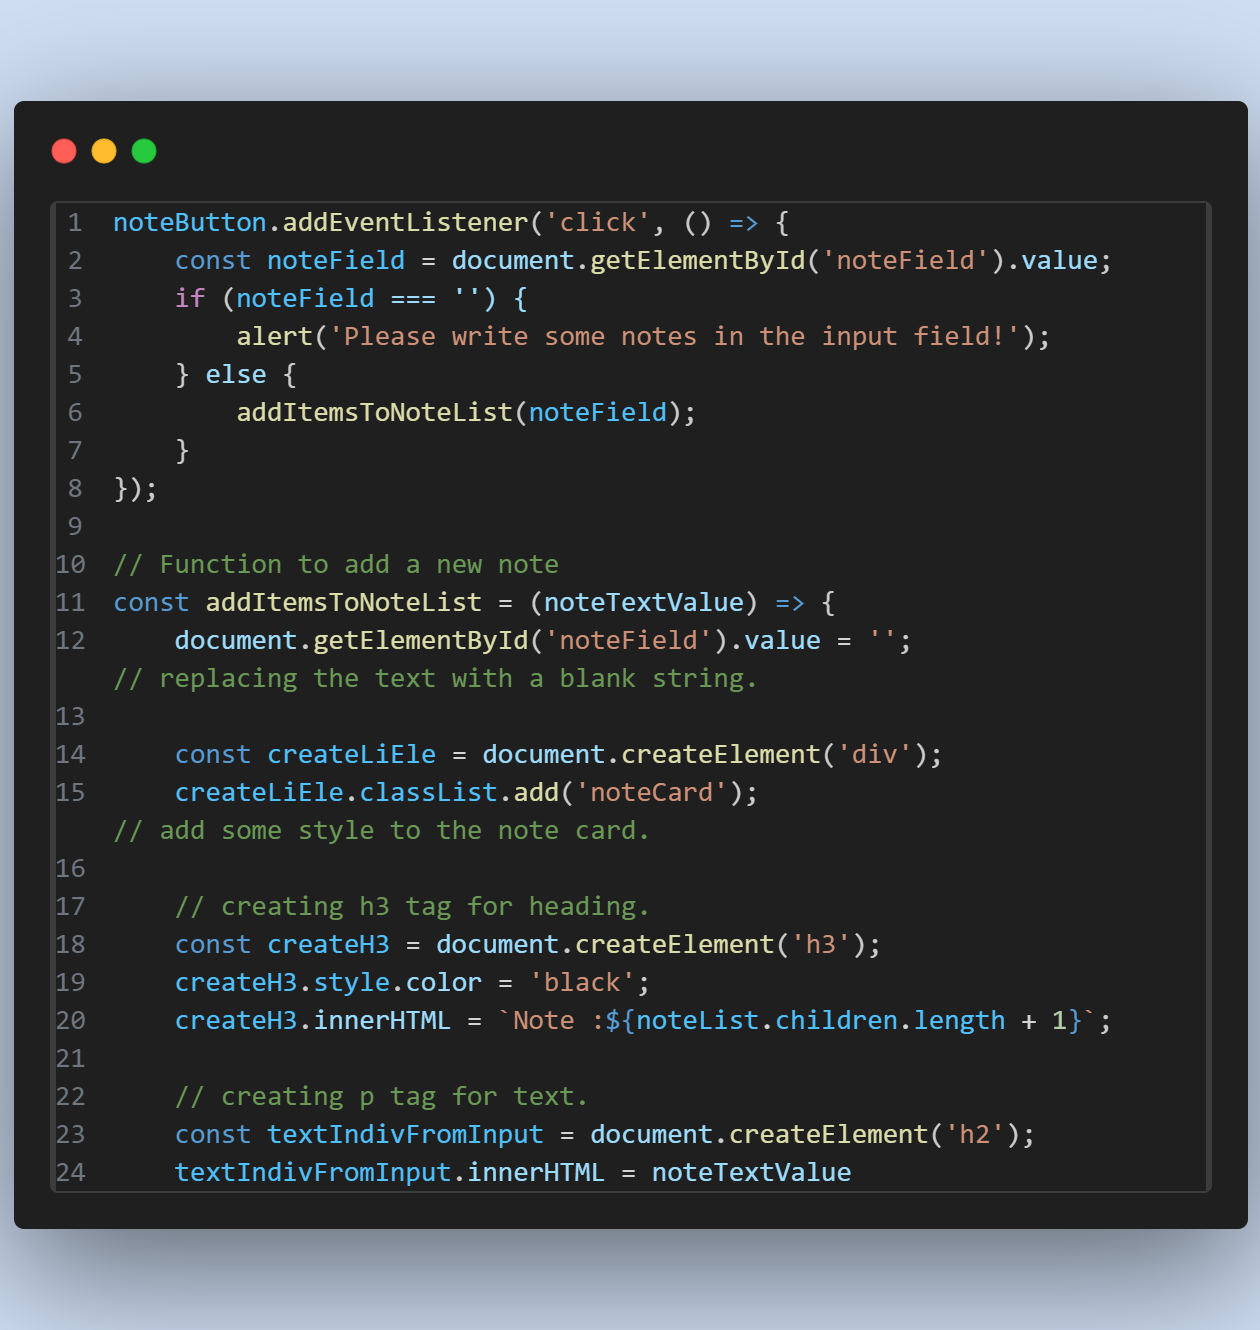 1 noteButton.addEventListener('click', () => {
2     const noteField = document.getElementById('noteField').value;
3     if (noteField === '') {
4         alert('Please write some notes in the input field!');
5     } else {
6         addItemsToNoteList(noteField);
7     }
8 });
9
10 // Function to add a new note
11 const addItemsToNoteList = (noteTextValue) => {
12     document.getElementById('noteField').value = '';
// replacing the text with a blank string.
13
14     const createLiEle = document.createElement('div');
15     createLiEle.classList.add('noteCard');
// add some style to the note card.
16
17     // creating h3 tag for heading.
18     const createH3 = document.createElement('h3');
19     createH3.style.color = 'black';
20     createH3.innerHTML = `Note :${noteList.children.length + 1}`;
21
22     // creating p tag for text.
23     const textIndivFromInput = document.createElement('h2');
24     textIndivFromInput.innerHTML = noteTextValue